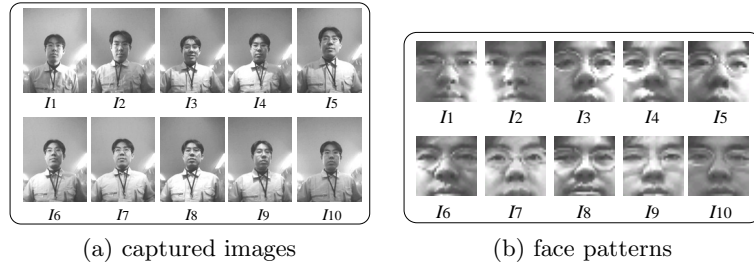 I1 I2 I3 I4 I5
I6 I7 I8 I9 I10
(a) captured images
I1 I2 I3 I4 I5
I6 I7 I8 I9 I10
(b) face patterns